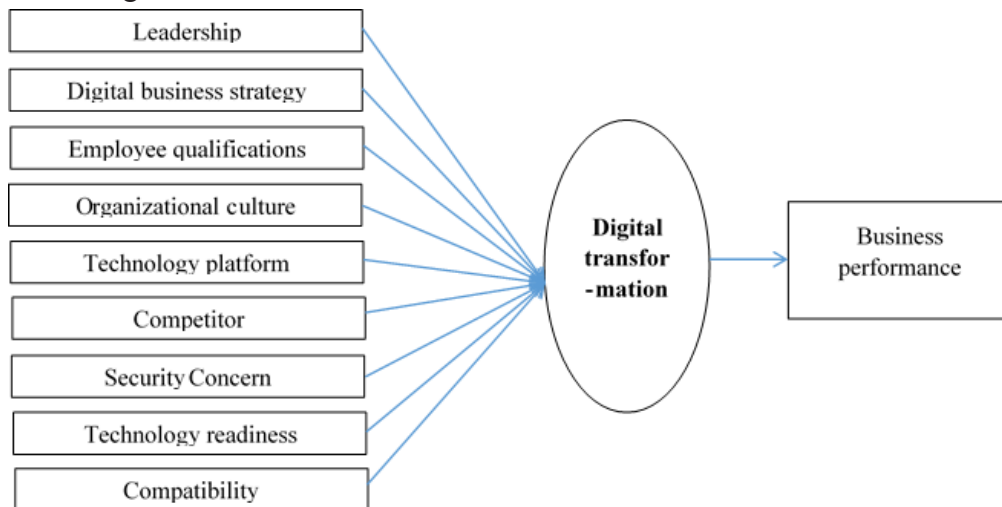 Leadership
Digital business strategy
Employee qualifications
Organizational culture
Technology platform
Competitor
Security Concern
Technology readiness
Compatibility
Digital
transfor
-mation
Business
performance